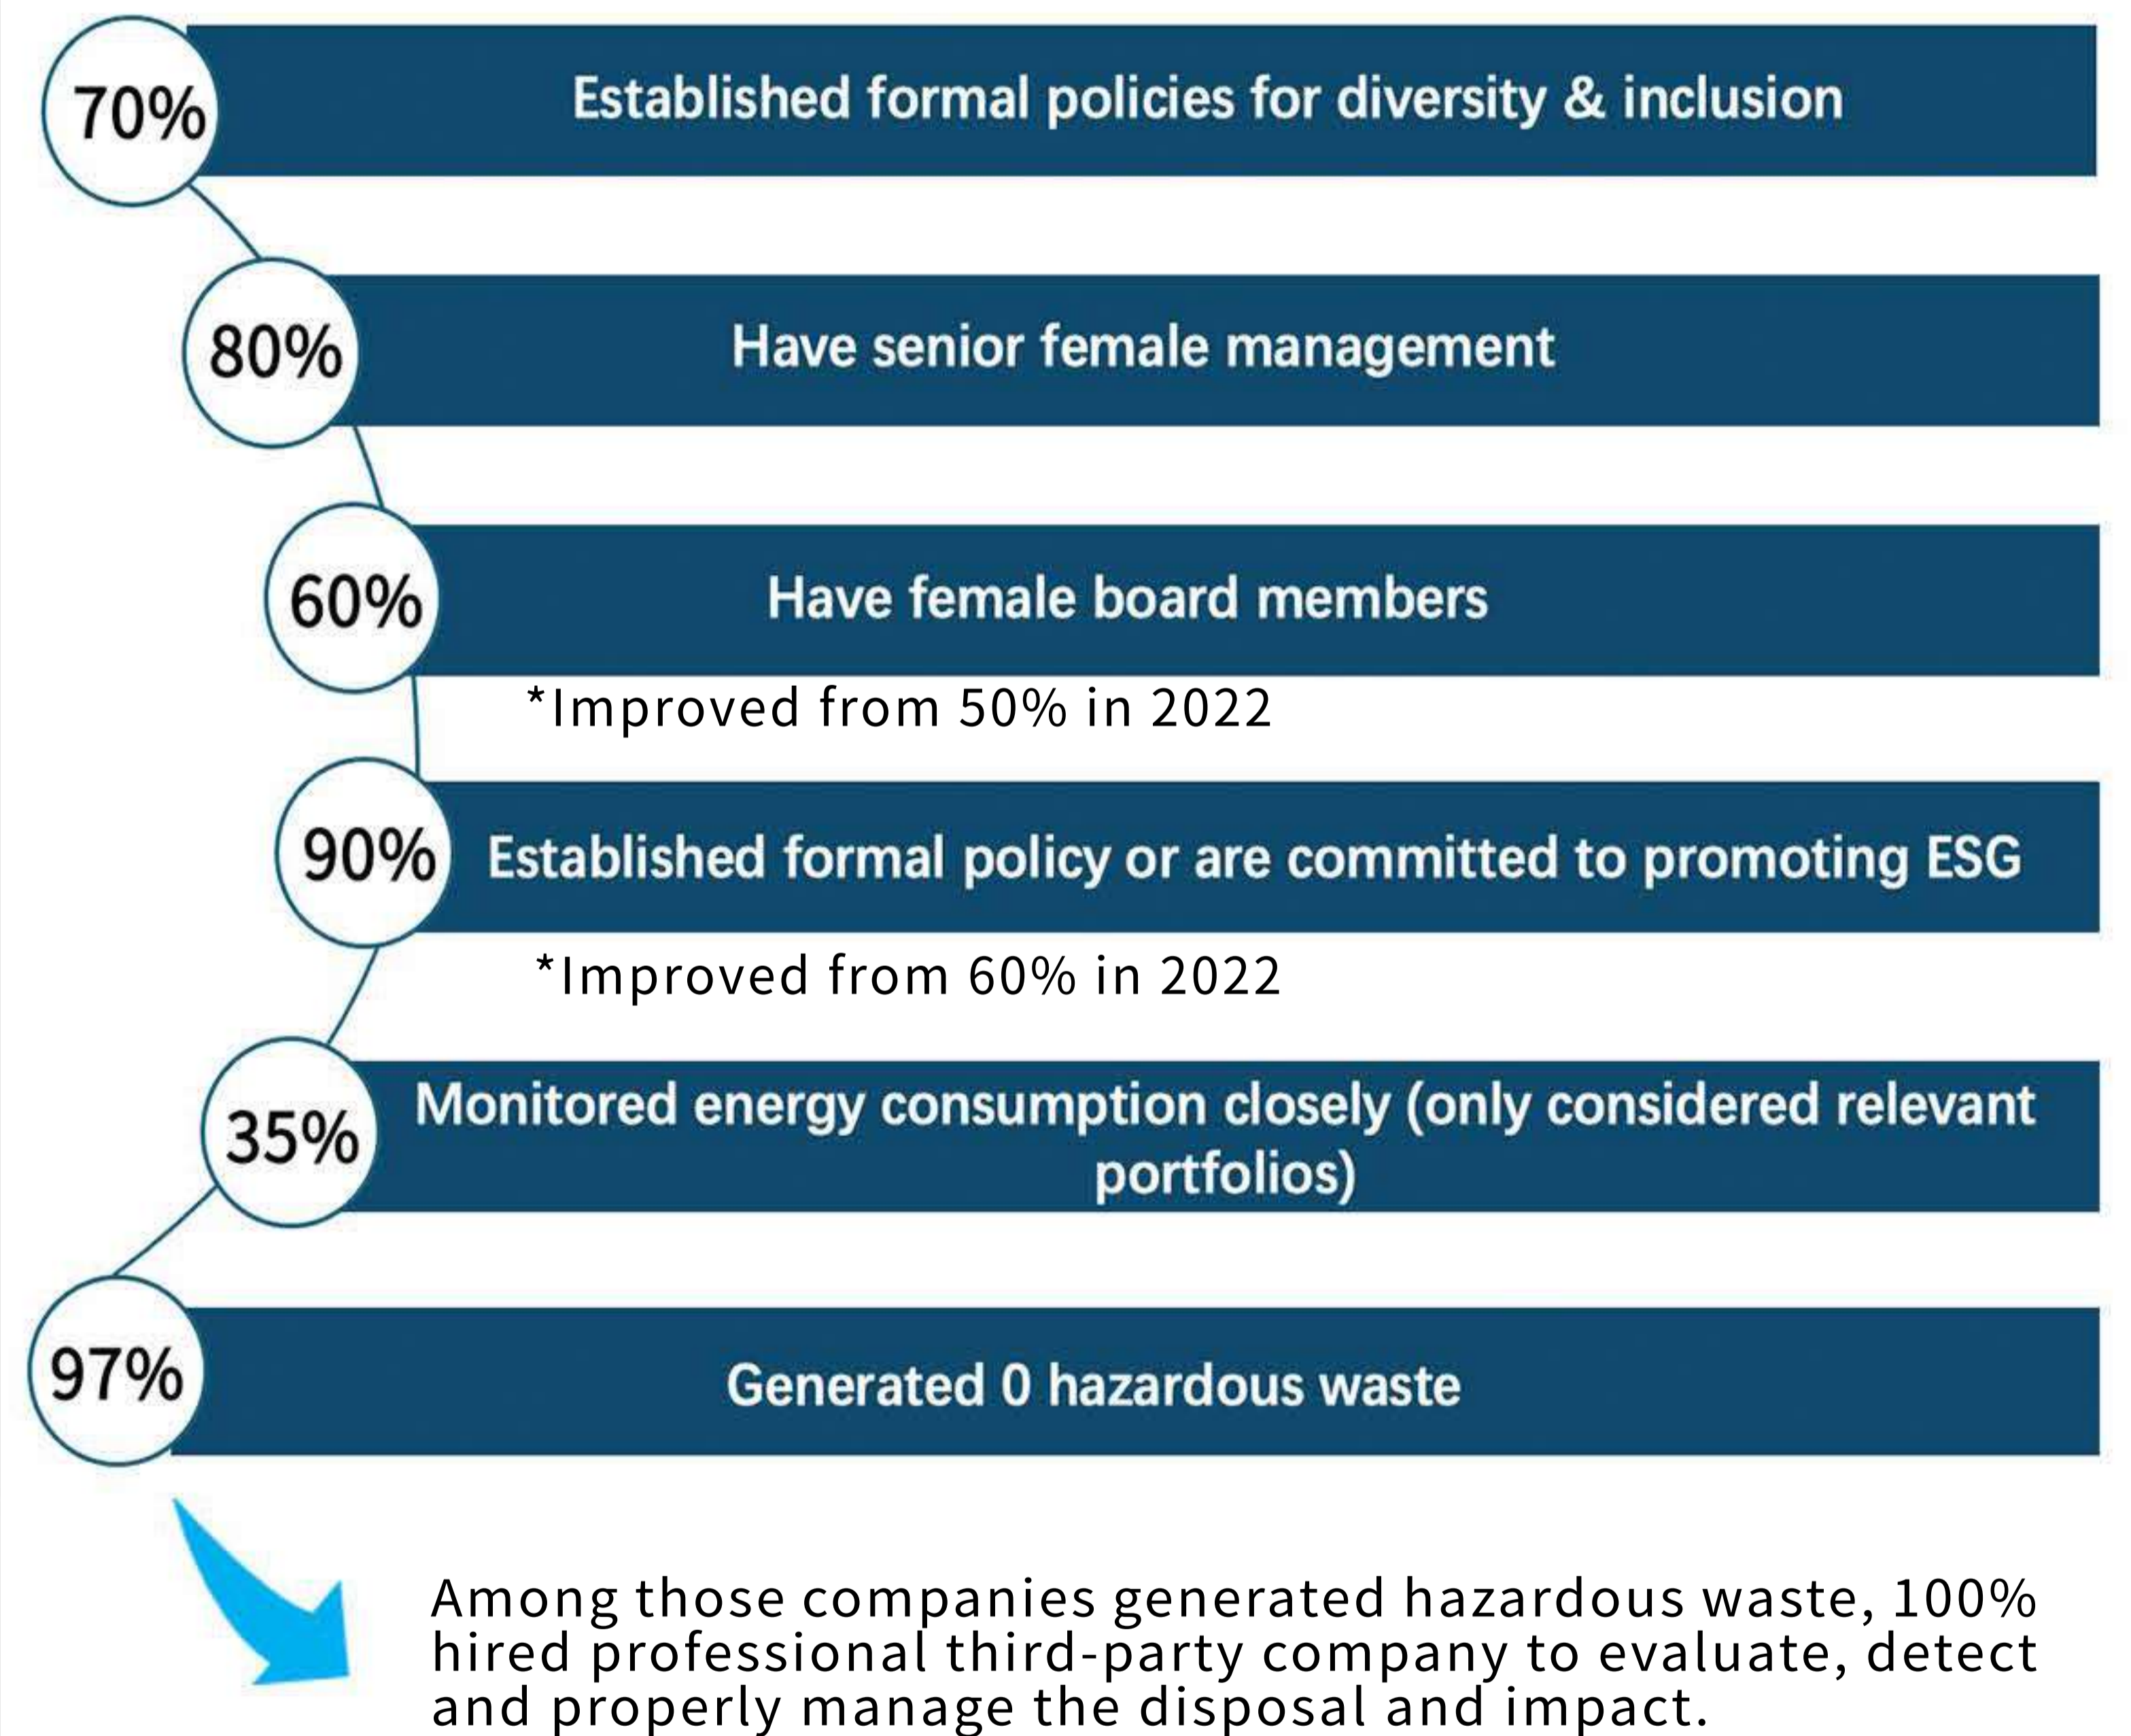 70%
Established formal policies for diversity & inclusion
80%
Have senior female management
60%
Have female board members
*Improved from 50% in 2022
90%
Established formal policy or are committed to promoting ESG
*Improved from 60% in 2022
35%
Monitored energy consumption closely (only considered relevant
portfolios)
97%
Generated 0 hazardous waste
Among those companies generated hazardous waste, 100%
hired professional third-party company to evaluate, detect
and properly manage the disposal and impact.